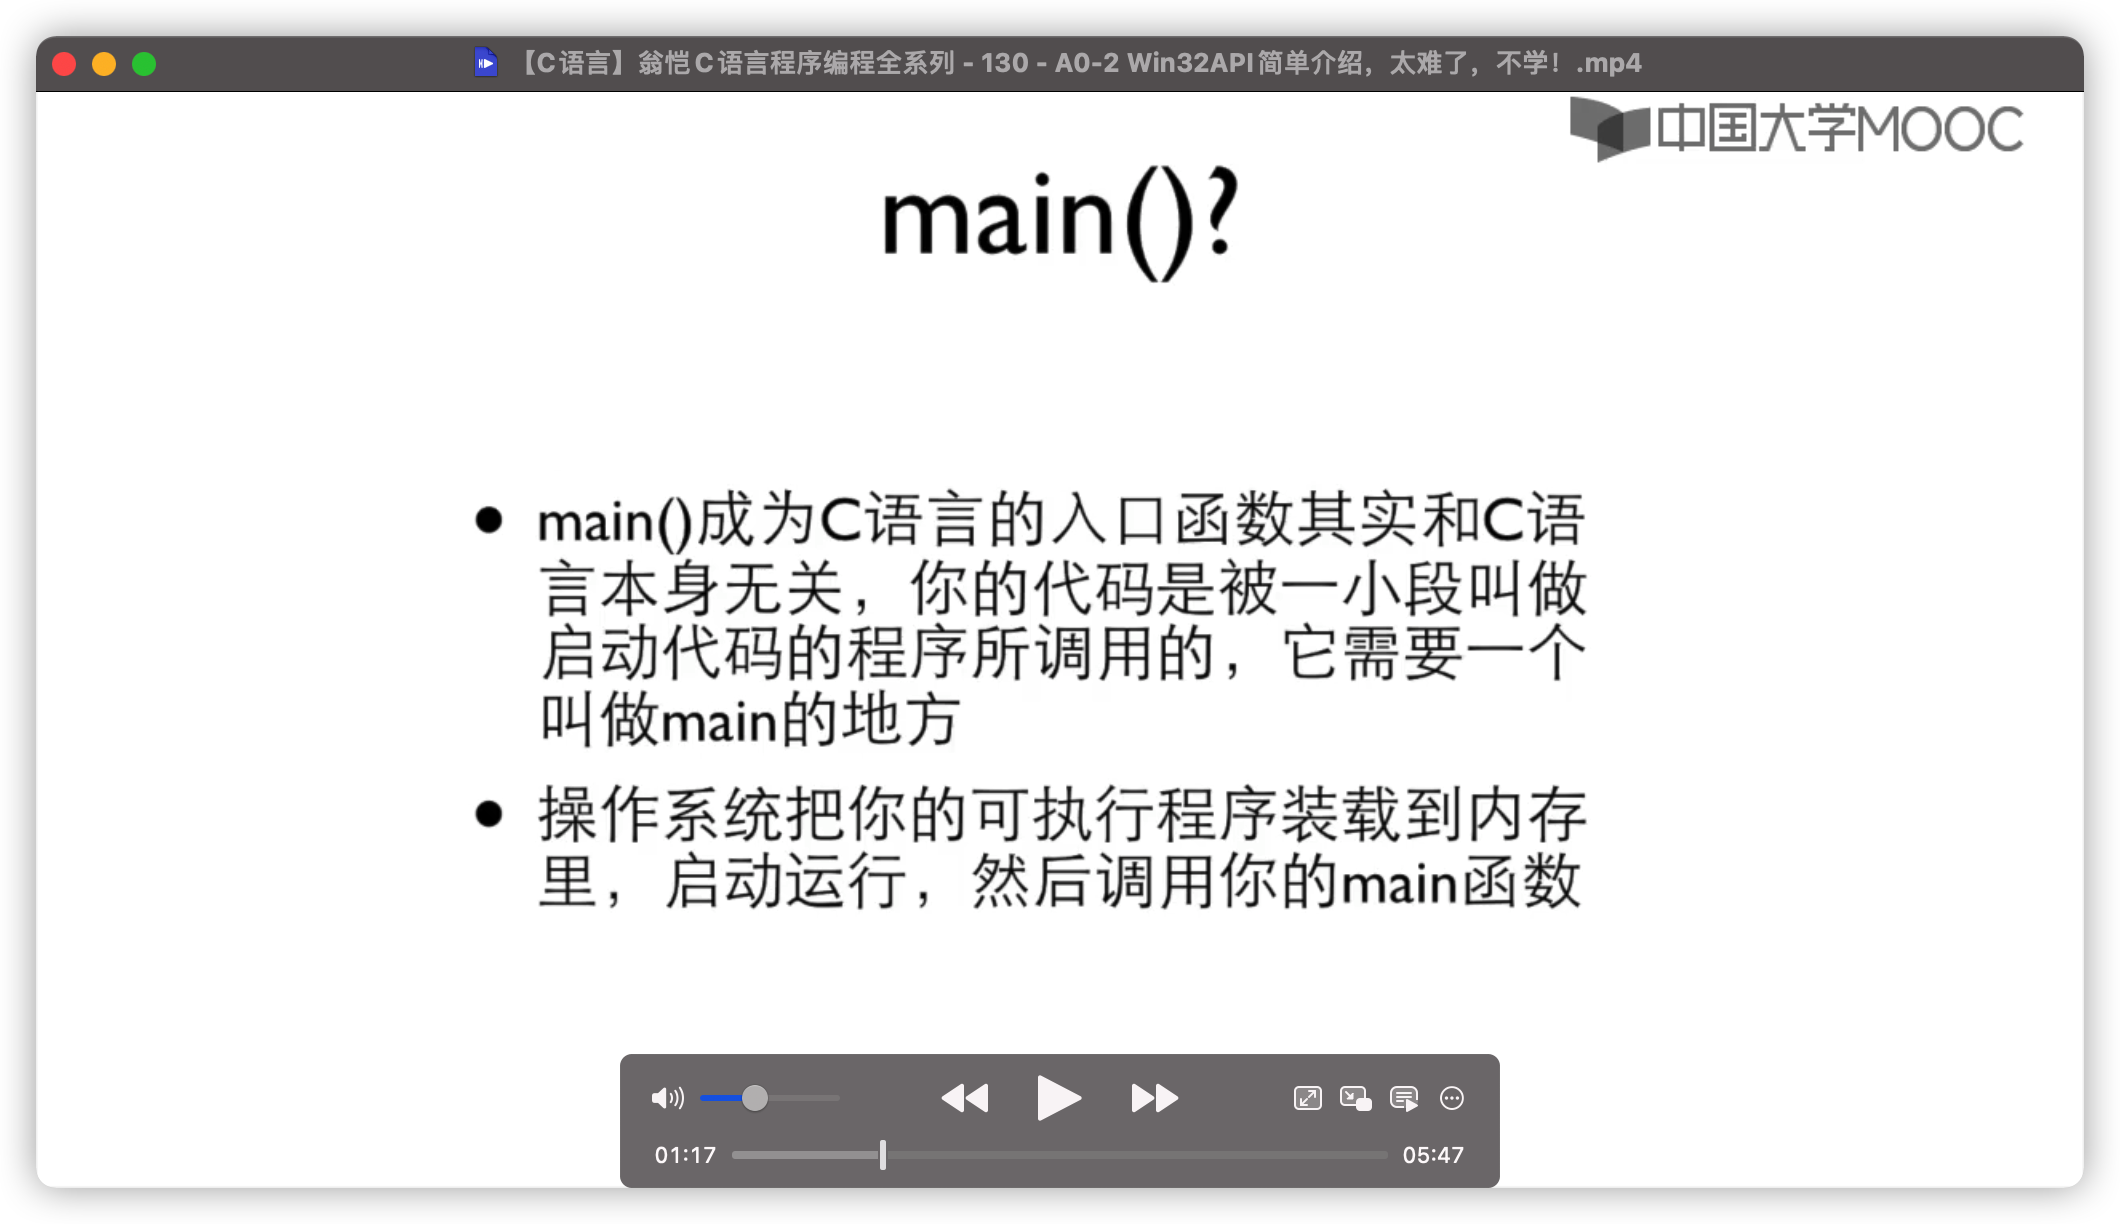 【C语言】翁恺C语言程序编程全系列 - 130 - A0-2 Win32API简单介绍，太难了，不学！.mp4
中国大学MOOC
main()?
● main()成为C语言的入口函数其实和C语
言本身无关，你的代码是被一小段叫做
启动代码的程序所调用的，它需要一个
叫做main的地方
● 操作系统把你的可执行程序装载到内存
里，启动运行，然后调用你的main函数
01:17
05:47